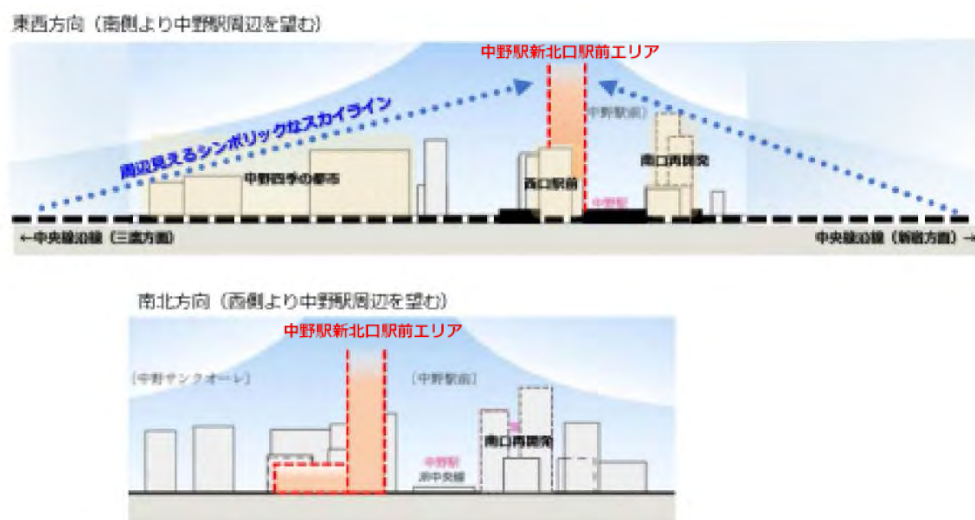 東西方向（南側より中野駅周辺を望む）
中野駅新北口駅前エリア
周辺見えるシンボリックなスカイライン
（中野駅前）
中野四季の都市
西口駅前
南口再開発
中野駅
←中央線沿線（三鷹方面）
中央線沿線（新宿方面）→
南北方向（西側より中野駅周辺を望む）
中野駅新北口駅前エリア
（中野サンクオーレ）
（中野駅前）
南口再開発
中野駅
JR中央線